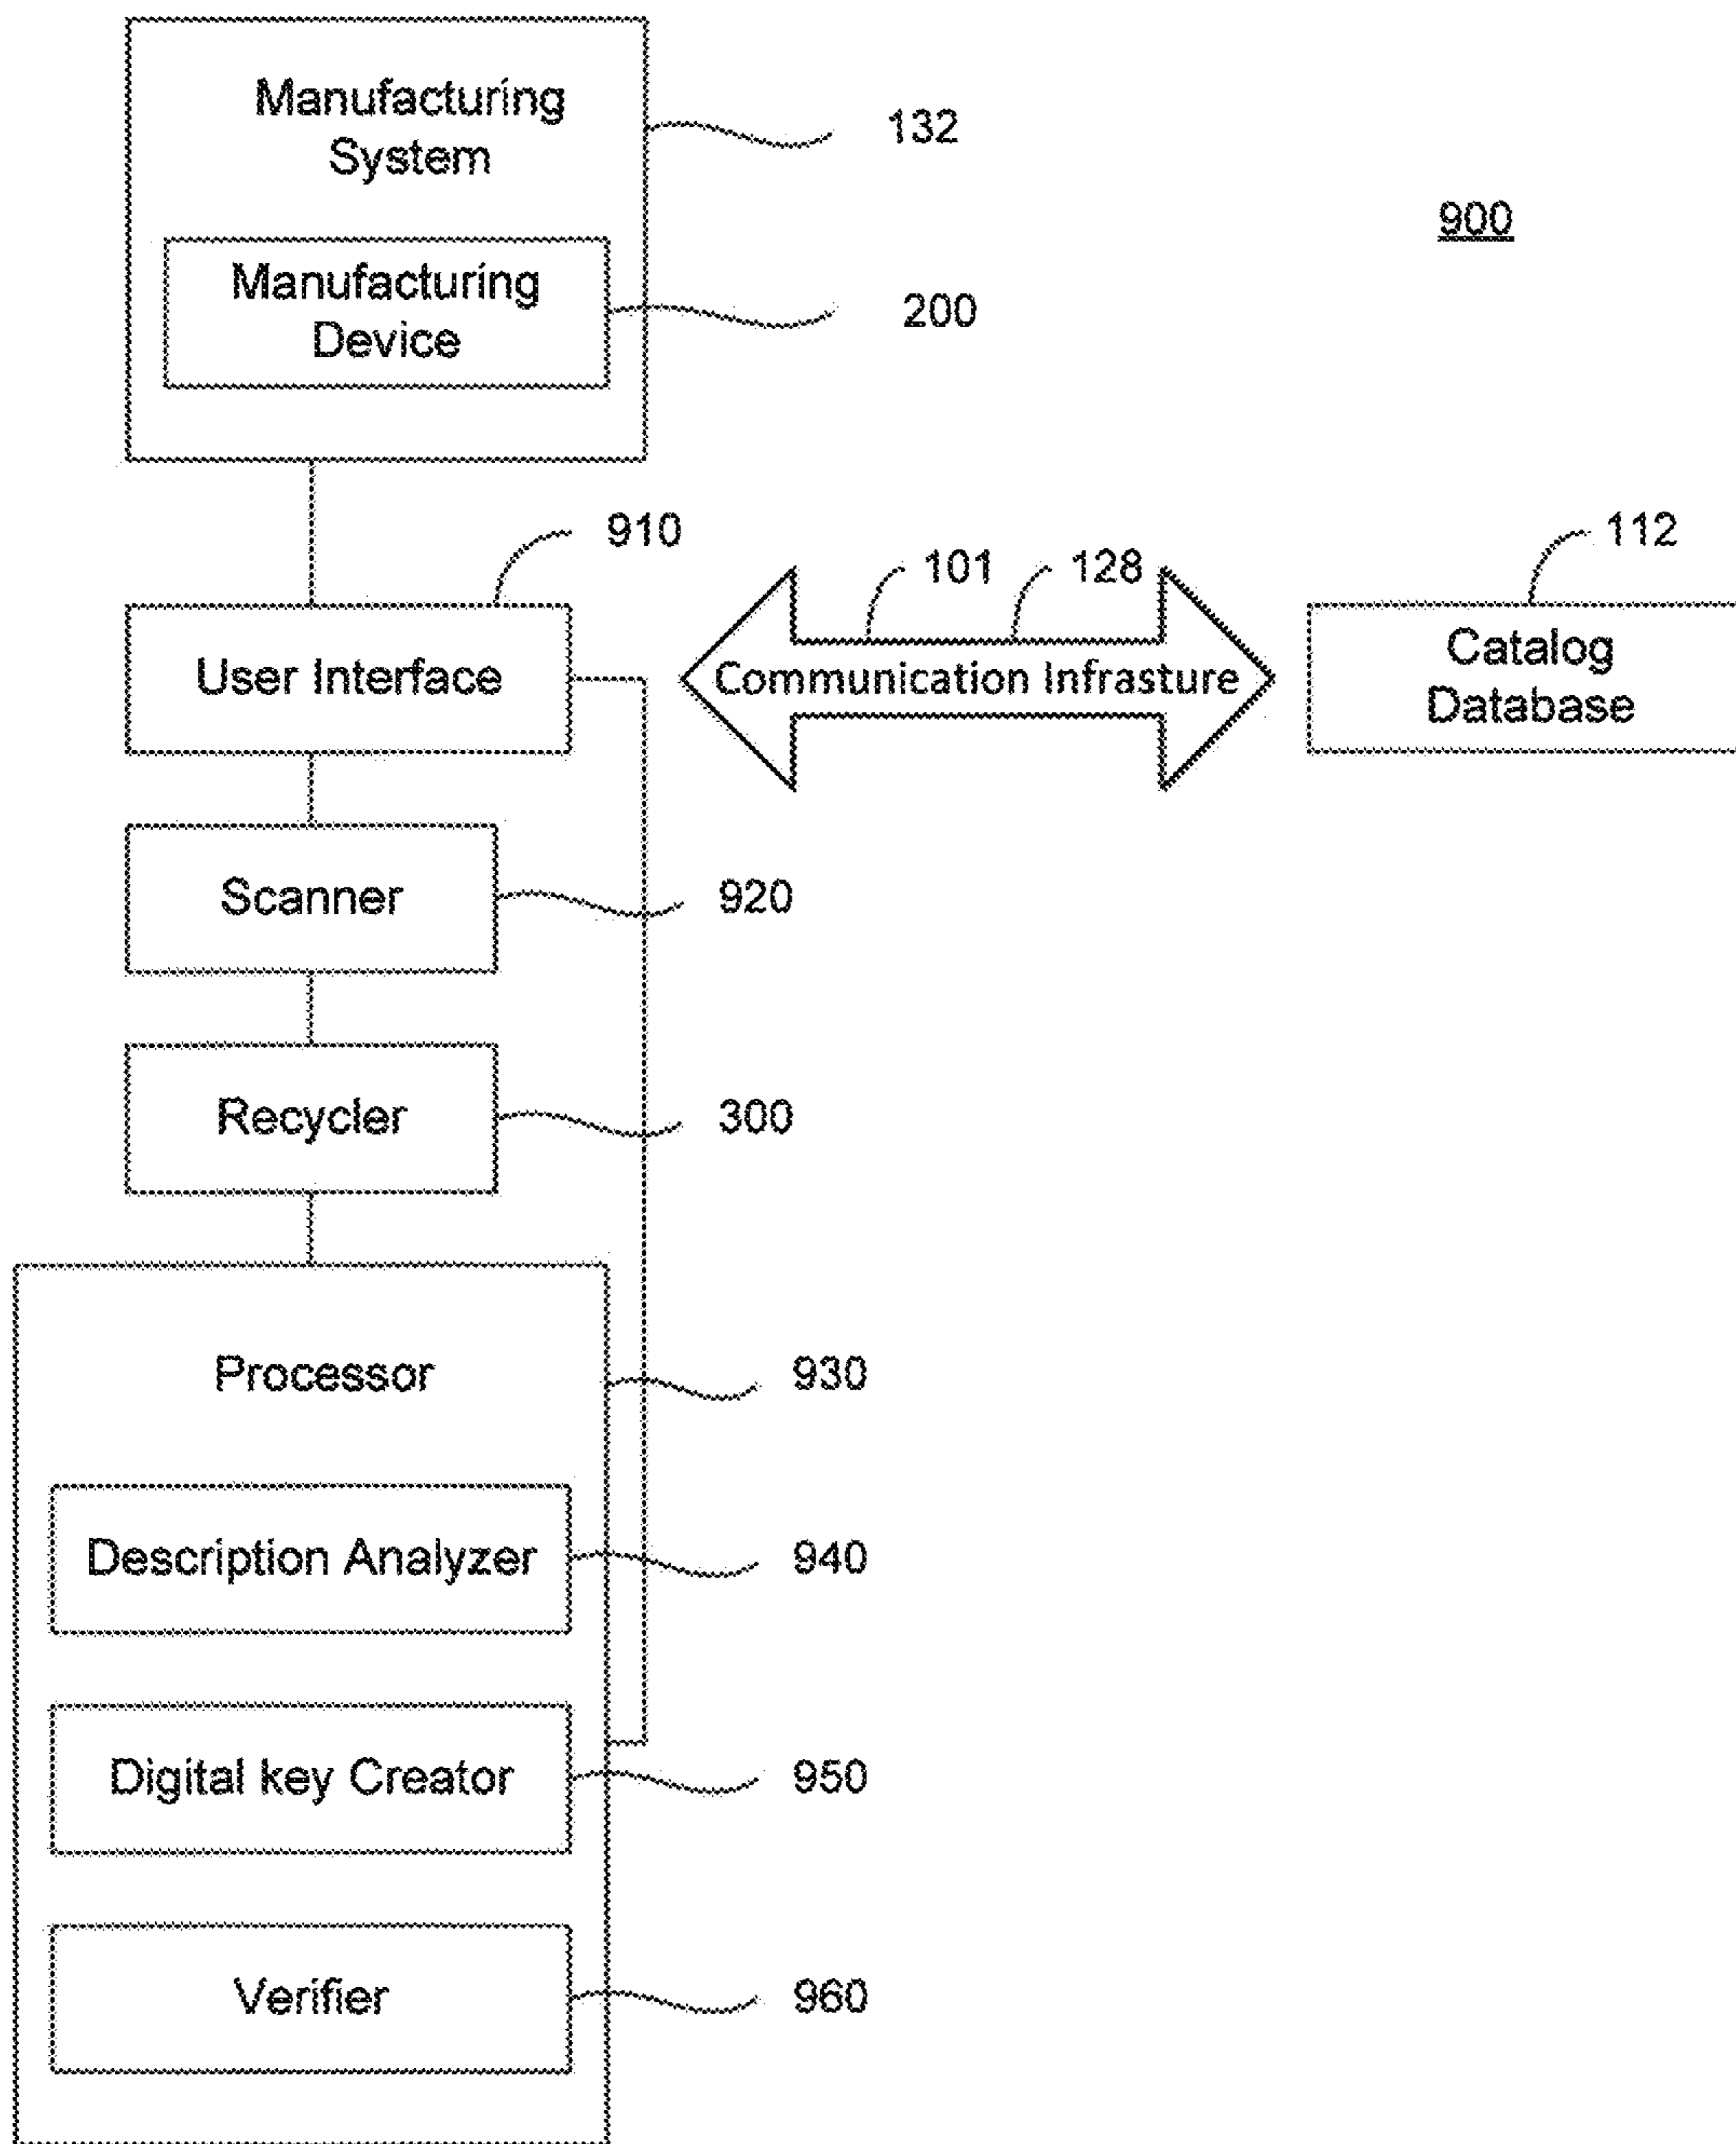 Manufacturing
System
132
900
Manufacturing
Device
200
910
101
128
112
User Interface
Communication Infrasture
Catalog
Database
Scanner
920
Recycler
300
Processor
930
Description Analyzer
940
Digital key Creator
950
Verifier
960